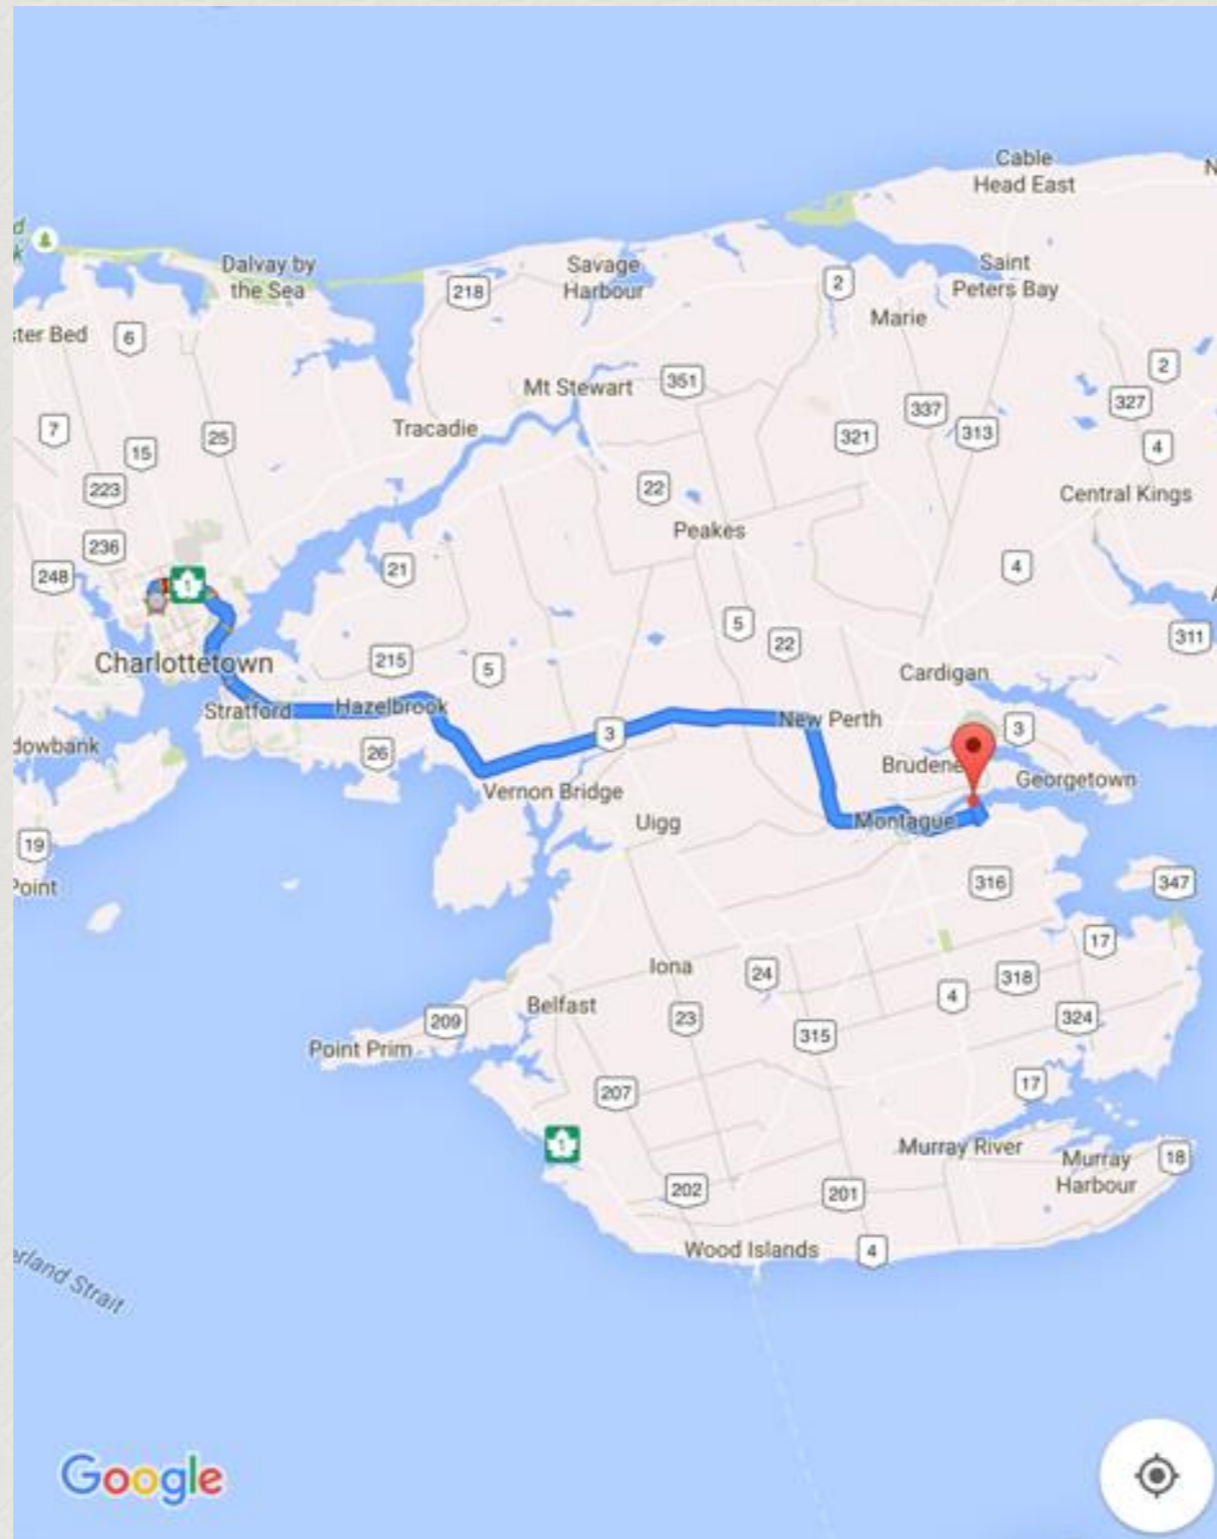 Cable
Head East
N
d
k
Dalvay by
the Sea
Savage
Harbour
Saint
Peters Bay
218
2
Marie
ster Bed
6
2
Mt Stewart
351
327
337
7
Tracadie
25
321
313
4
15
223
22
Central Kings
Peakes
236
21
4
248
1
5
311
22
215
5
Charlottetown
Cardigan
Stratford
Hazelbrook
New Perth
3
3
dowbank
26
Brudene
Georgetown
Vernon Bridge
Uigg
Montague
19
Point
316
347
17
Iona
24
318
4
Belfast
209
23
324
315
Point Prim
17
207
1
Murray River
Murray
Harbour
18
202
201
Wood Islands
4
erland Strait
Google